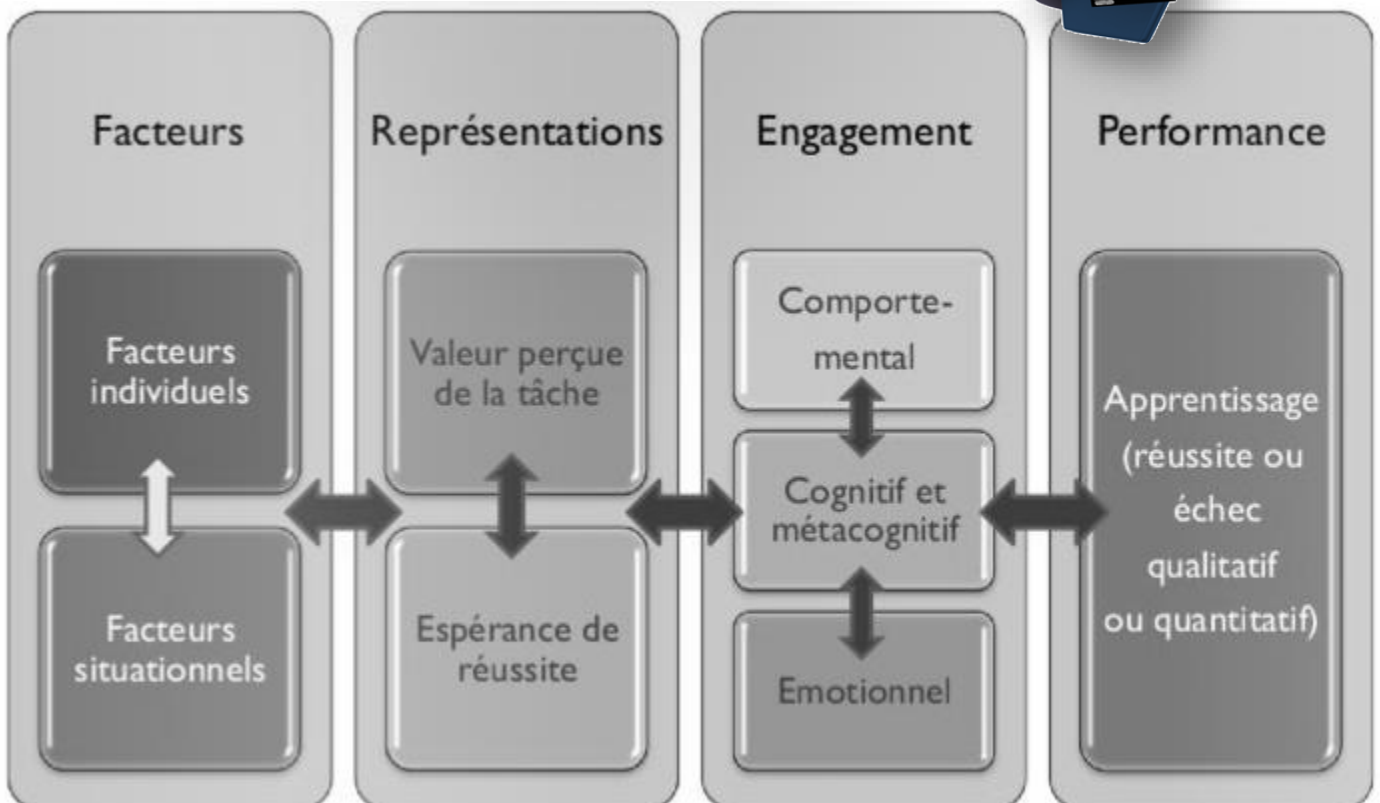 Facteurs
Représentations
Engagement
Performance
Facteurs
individuels
Facteurs
situationnels
Valeur perçue
de la tâche
Espérance de
réussite
Comporte-
mental
Cognitif et
métacognitif
Emotionnel
Apprentissage
(réussite ou
échec
qualitatif
ou quantitatif)